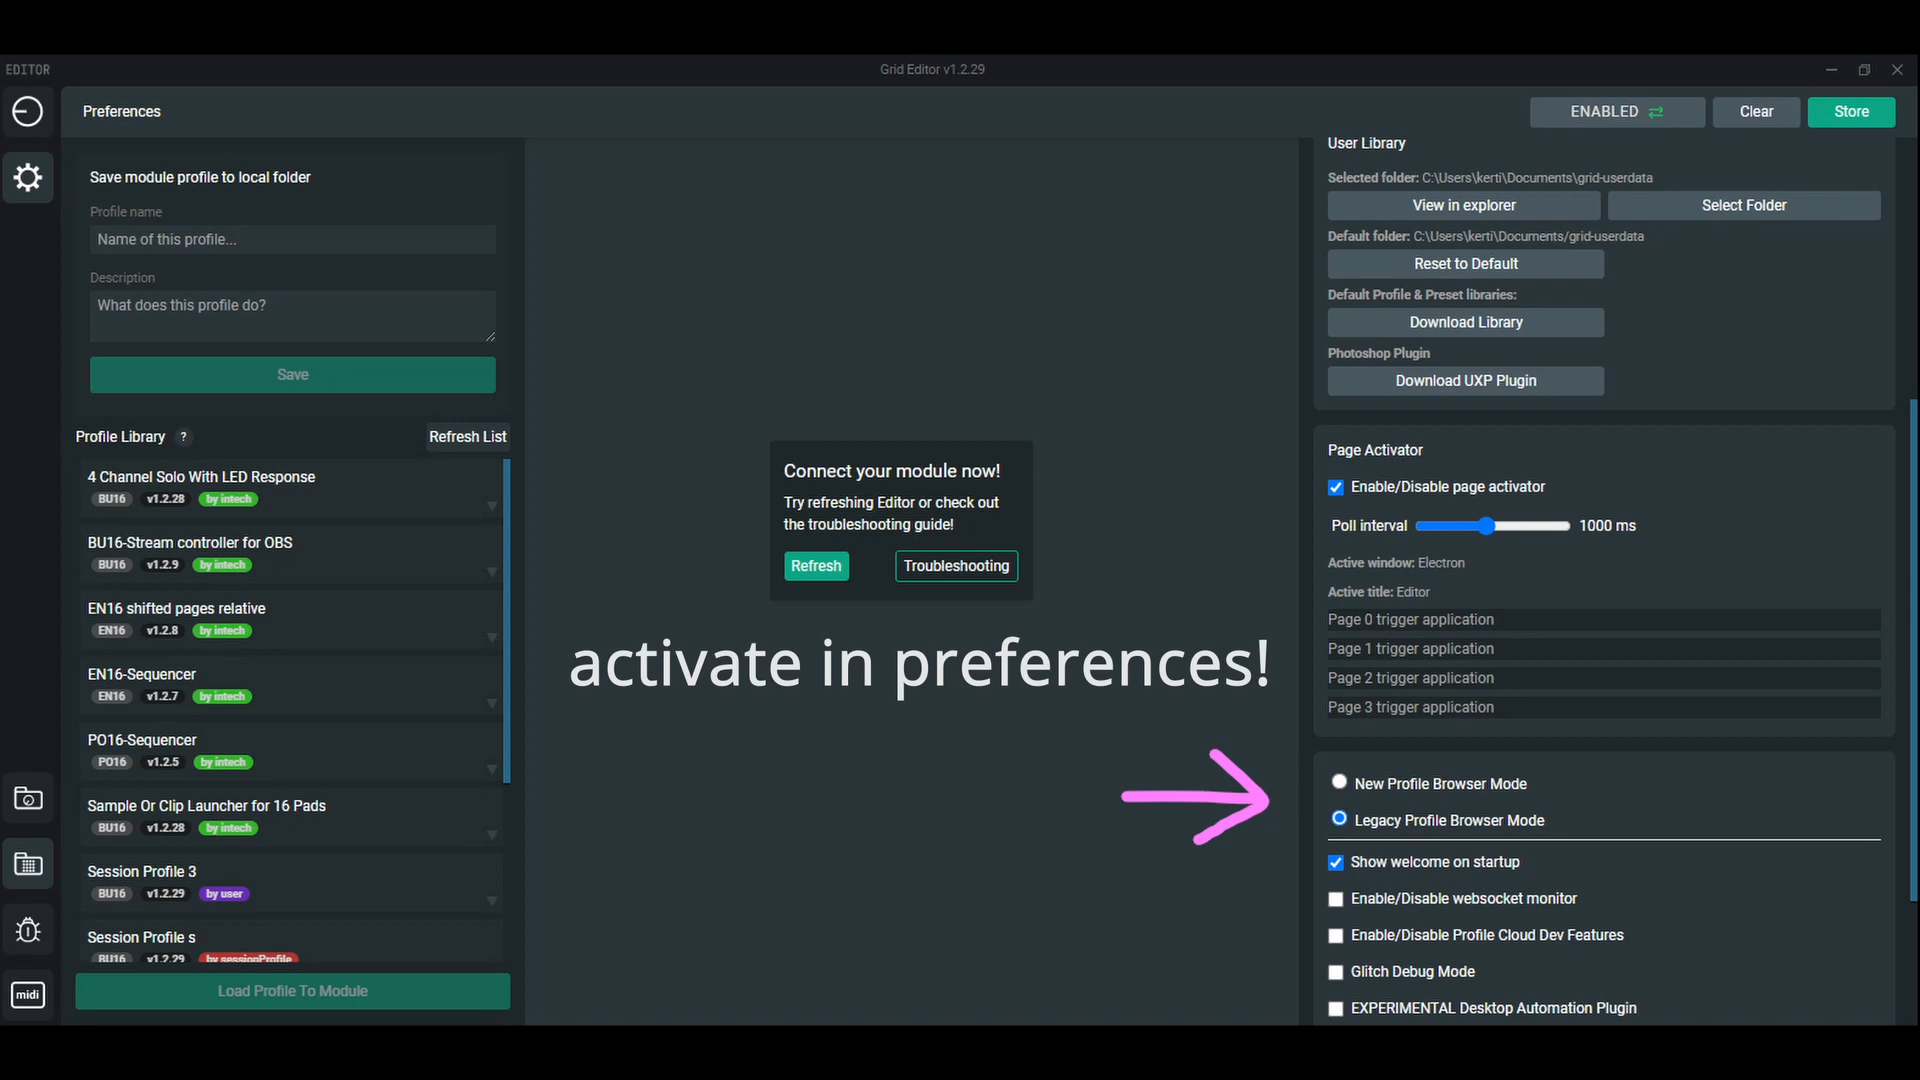 EDITOR
Grid Editor v1.2.29
Preferences
ENABLED
Clear
Store
Save module profile to local folder
Profile name
Name of this profile...
Description
What does this profile do?
Save
Profile Library ?
Refresh List
4 Channel Solo With LED Response
BU16 v1.2.28 by intech
BU16-Stream controller for OBS
BU16 v1.2.9 by intech
EN16 shifted pages relative
EN16 v1.2.8 by intech
EN16-Sequencer
EN16 v1.2.7 by intech
PO16-Sequencer
PO16 v1.2.5 by intech
Sample Or Clip Launcher for 16 Pads
BU16 v1.2.28 by intech
Session Profile 3
BU16 v1.2.29 by user
Session Profile s
BU16 v1.2.29 by sessionProfile
Load Profile To Module
midi
Connect your module now!
Try refreshing Editor or check out
the troubleshooting guide!
Refresh
Troubleshooting
activate in preferences!
User Library
Selected folder: C:\Users\kerti\Documents\grid-userdata
View in explorer
Select Folder
Default folder: C:\Users\kerti\Documents/grid-userdata
Reset to Default
Default Profile & Preset libraries:
Download Library
Photoshop Plugin
Download UXP Plugin
Page Activator
Enable/Disable page activator
Poll interval 1000 ms
Active window: Electron
Active title: Editor
Page 0 trigger application
Page 1 trigger application
Page 2 trigger application
Page 3 trigger application
New Profile Browser Mode
Legacy Profile Browser Mode
Show welcome on startup
Enable/Disable websocket monitor
Enable/Disable Profile Cloud Dev Features
Glitch Debug Mode
EXPERIMENTAL Desktop Automation Plugin